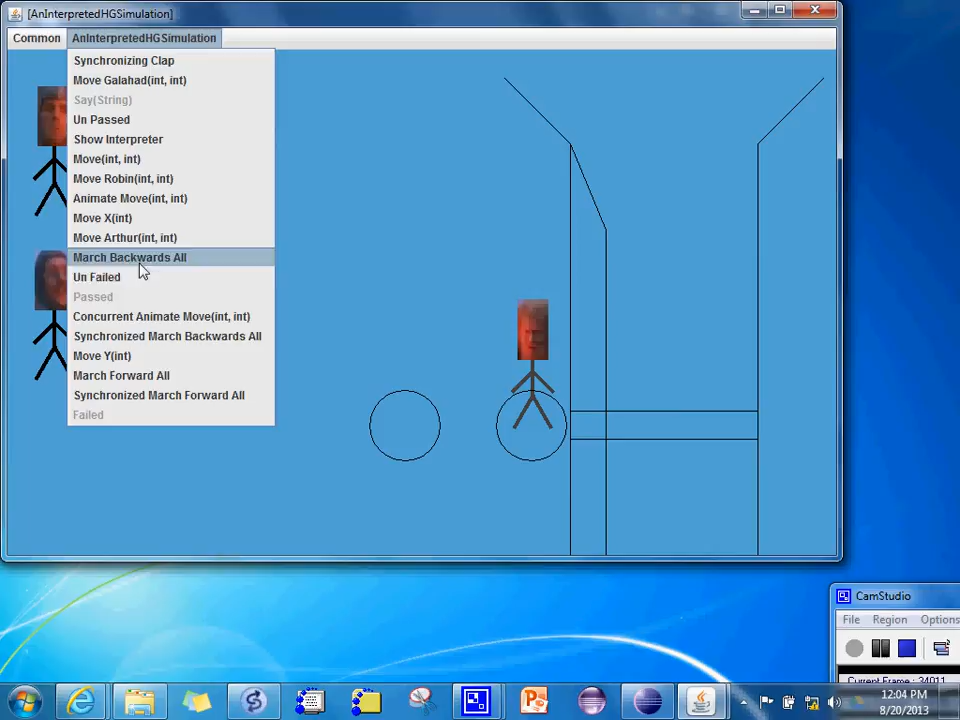 [AnInterpretedHGSimulation]
Common AnInterpretedHGSimulation
Synchronizing Clap
Move Galahad(int, int)
Say(String)
Un Passed
Show Interpreter
Move(int, int)
Move Robin(int, int)
Animate Move(int, int)
Move X(int)
Move Arthur(int, int)
March Backwards All
Un Failed
Passed
Concurrent Animate Move(int, int)
Synchronized March Backwards All
Move Y(int)
March Forward All
Synchronized March Forward All
Failed
CamStudio
File Region Options
Current Frame : 34011
12:04 PM
8/20/2013